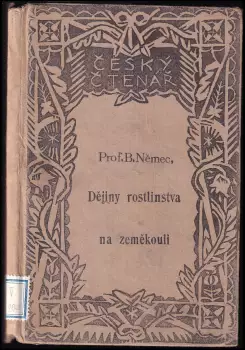 ČESKÝ
ČTENÁŘ
Prof. B. Němec.
Dějiny rostlinstva
na zeměkouli